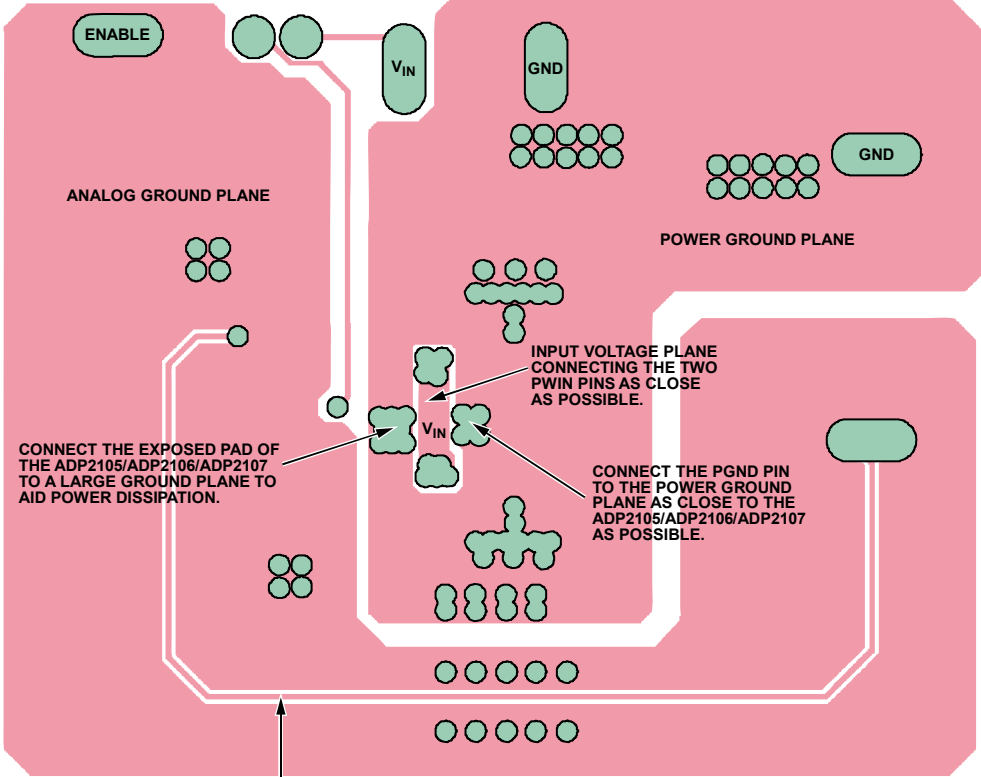 ENABLE
VIN
GND
GND
ANALOG GROUND PLANE
POWER GROUND PLANE
INPUT VOLTAGE PLANE
CONNECTING THE TWO
PWIN PINS AS CLOSE
AS POSSIBLE.
VIN
CONNECT THE EXPOSED PAD OF
THE ADP2105/ADP2106/ADP2107
TO A LARGE GROUND PLANE TO
AID POWER DISSIPATION.
CONNECT THE PGND PIN
TO THE POWER GROUND
PLANE AS CLOSE TO THE
ADP2105/ADP2106/ADP2107
AS POSSIBLE.